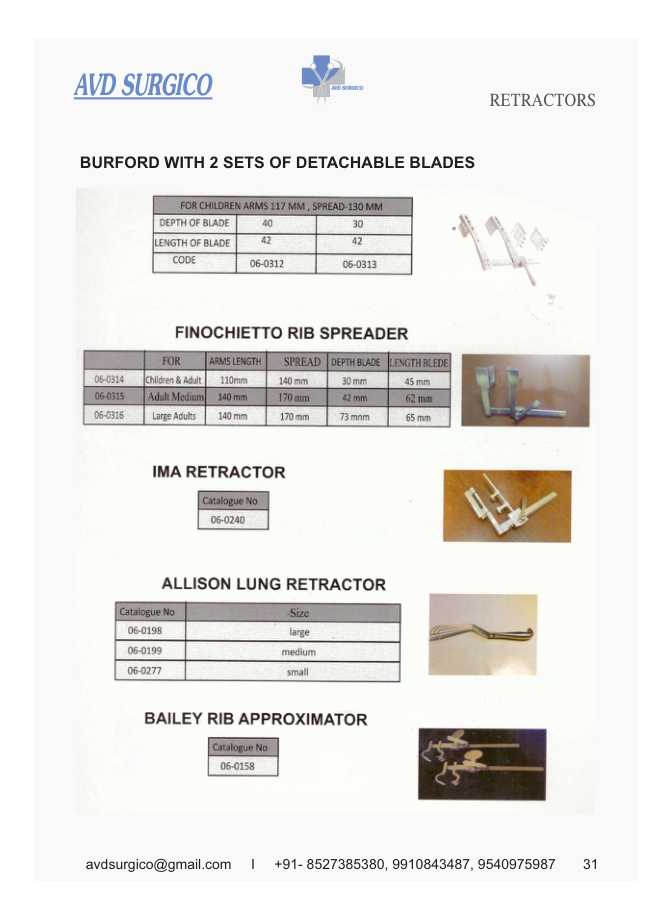 AVD SURGICO
AVD SURGICO
RETRACTORS
BURFORD WITH 2 SETS OF DETACHABLE BLADES
FOR CHILDREN ARMS 117 MM , SPREAD-130 MM
DEPTH OF BLADE 40 30
LENGTH OF BLADE 42 42
CODE 06-0312 06-0313
FINOCHIETTO RIB SPREADER
FOR ARMS LENGTH SPREAD DEPTH BLADE LENGTH BLEDE
06-0314 Children & Adult 110mm 140 mm 30 mm 45 mm
06-0315 Adult Medium 140 mm 170 mm 42 mm 62 mm
06-0316 Large Adults 140 mm 170 mm 73 mnm 65 mm
IMA RETRACTOR
Catalogue No
06-0240
ALLISON LUNG RETRACTOR
Catalogue No Size
06-0198 large
06-0199 medium
06-0277 small
BAILEY RIB APPROXIMATOR
Catalogue No
06-0158
avdsurgico@gmail.com I +91- 8527385380, 9910843487, 9540975987 31